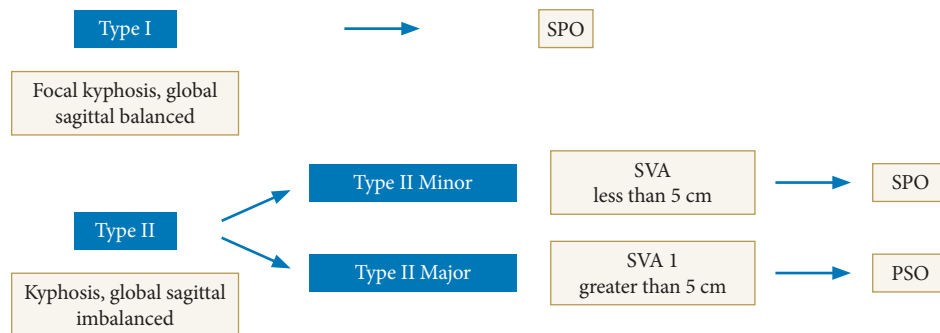 Type I
SPO
Focal kyphosis, global
sagittal balanced
Type II Minor
SVA
less than 5 cm
SPO
Type II
Type II Major
SVA 1
greater than 5 cm
PSO
Kyphosis, global sagittal
imbalanced